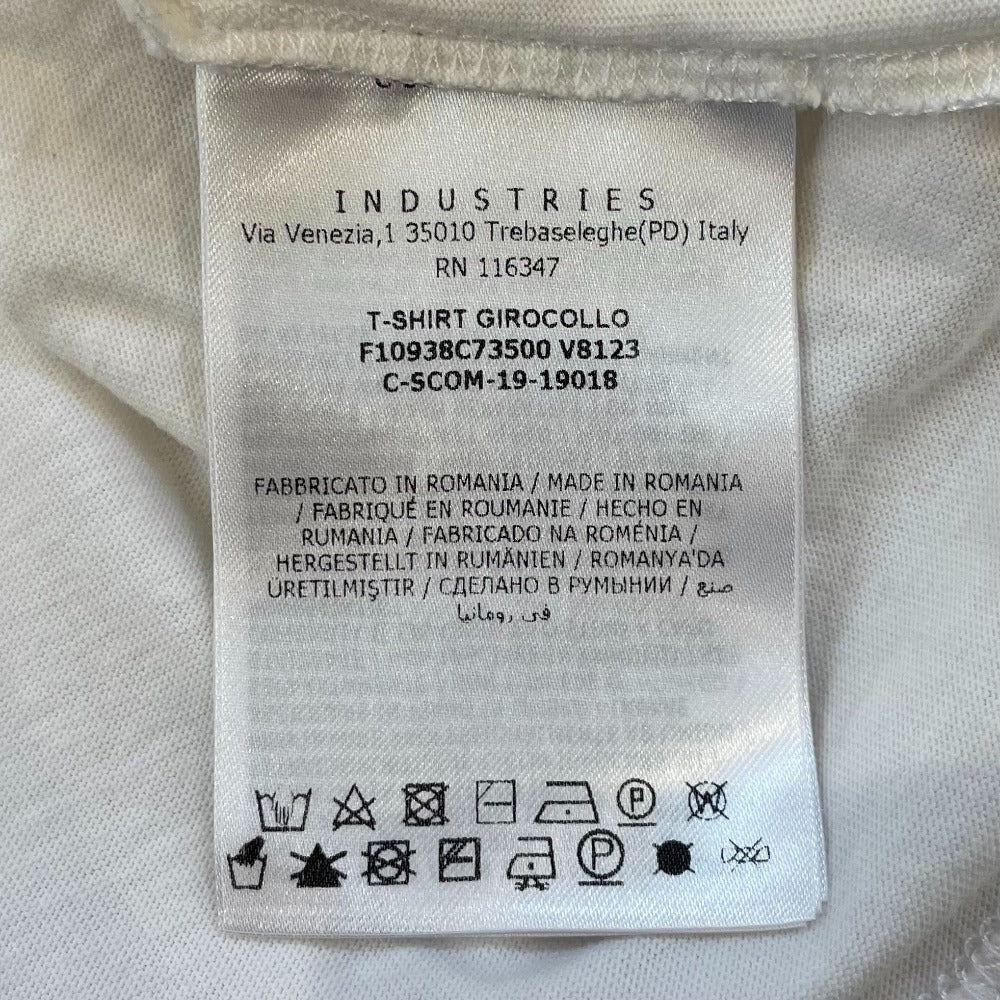 INDUSTRIES
Via Venezia,1 35010 Trebaseleghe(PD) Italy
RN 116347
T-SHIRT GIROCOLLO
F10938C73500 V8123
C-SCOM-19-19018
FABBRICATO IN ROMANIA / MADE IN ROMANIA
/ FABRIQUÉ EN ROUMANIE / HECHO EN
RUMANIA / FABRICADO NA ROMÉNIA /
HERGESTELLT IN RUMÄNIEN / ROMANYA'DA
ÜRETILMIŞTIR / СДЕЛАНО В РУМЫНИИ / صنع
في رومانيا
P W
P